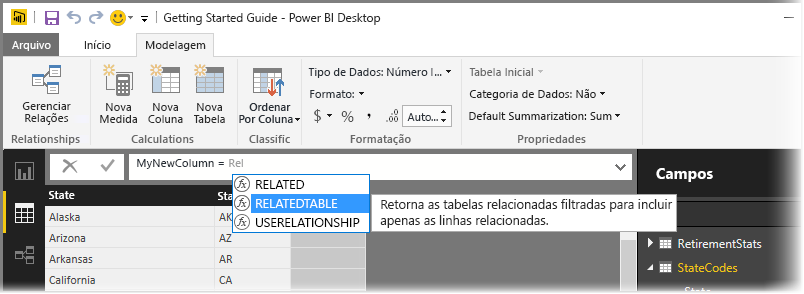 Getting Started Guide - Power BI Desktop
Arquivo Início Modelagem
Gerenciar Relações
Relationships
Nova Medida
Nova Coluna
Nova Tabela
Calculations
Ordenar Por Coluna
Classific
Tipo de Dados: Número I...
Formato:
$ % , .00 Auto...
Formatação
Tabela Inicial
Categoria de Dados: Não
Default Summarization: Sum
Propriedades
MyNewColumn = Rel
RELATED
RELATEDTABLE
USERELATIONSHIP
Retorna as tabelas relacionadas filtradas para incluir
apenas as linhas relacionadas.
State Sta
Alaska AK
Arizona AZ
Arkansas AR
California CA
Campos
RetirementStats
StateCodes